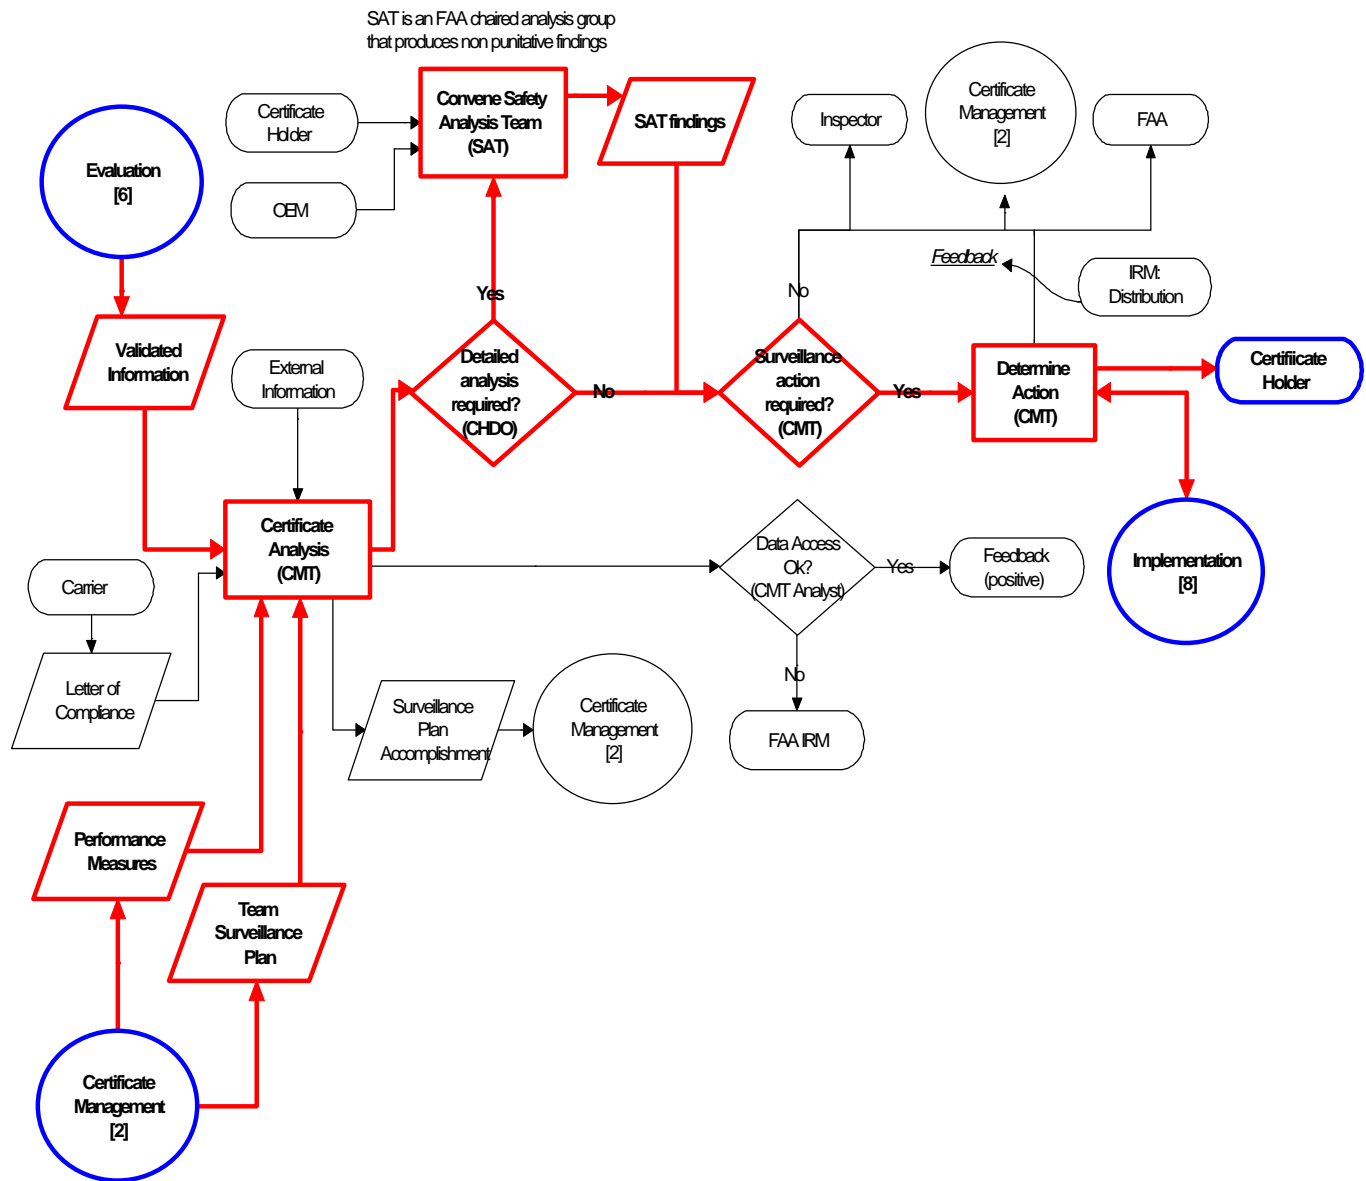 SAT is an FAA chaired analysis group
that produces non punitative findings
Convene Safety
Analysis Team
(SAT)
SAT findings
Certificate
Holder
OEM
Inspector
Certificate
Management
[2]
FAA
Evaluation
[6]
Feedback
IRM:
Distribution
Yes
No
Validated
Information
External
Information
Detailed
analysis
required?
(CHDO)
No
Surveillance
action
required?
(CMT)
Yes
Determine
Action
(CMT)
Certifiicate
Holder
Certificate
Analysis
(CMT)
Data Access
Ok?
(CMT Analyst)
Yes
Feedback
(positive)
Implementation
[8]
Carrier
Letter of
Compliance
No
Surveillance
Plan
Accomplishment
Certificate
Management
[2]
FAA IRM
Performance
Measures
Team
Surveillance
Plan
Certificate
Management
[2]